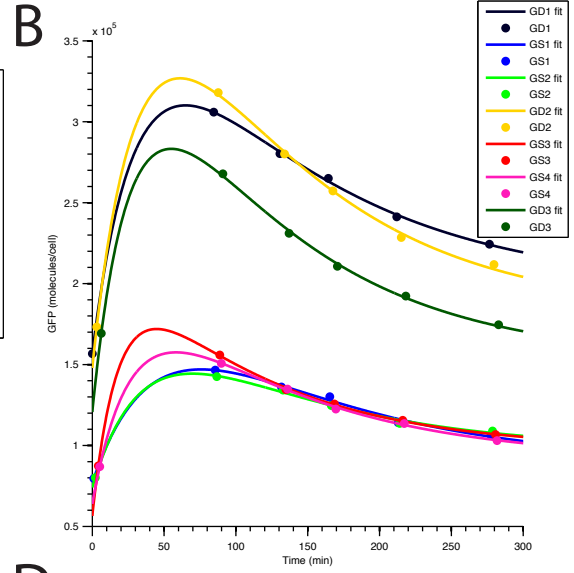 B
x 10⁵
3.5
3
2.5
2
1.5
1
0.5
0
50
100
150
200
250
300
GFP (molecules/cell)
Time (min)
GD1 fit
GD1
GS1 fit
GS1
GS2 fit
GS2
GD2 fit
GD2
GS3 fit
GS3
GS4 fit
GS4
GD3 fit
GD3